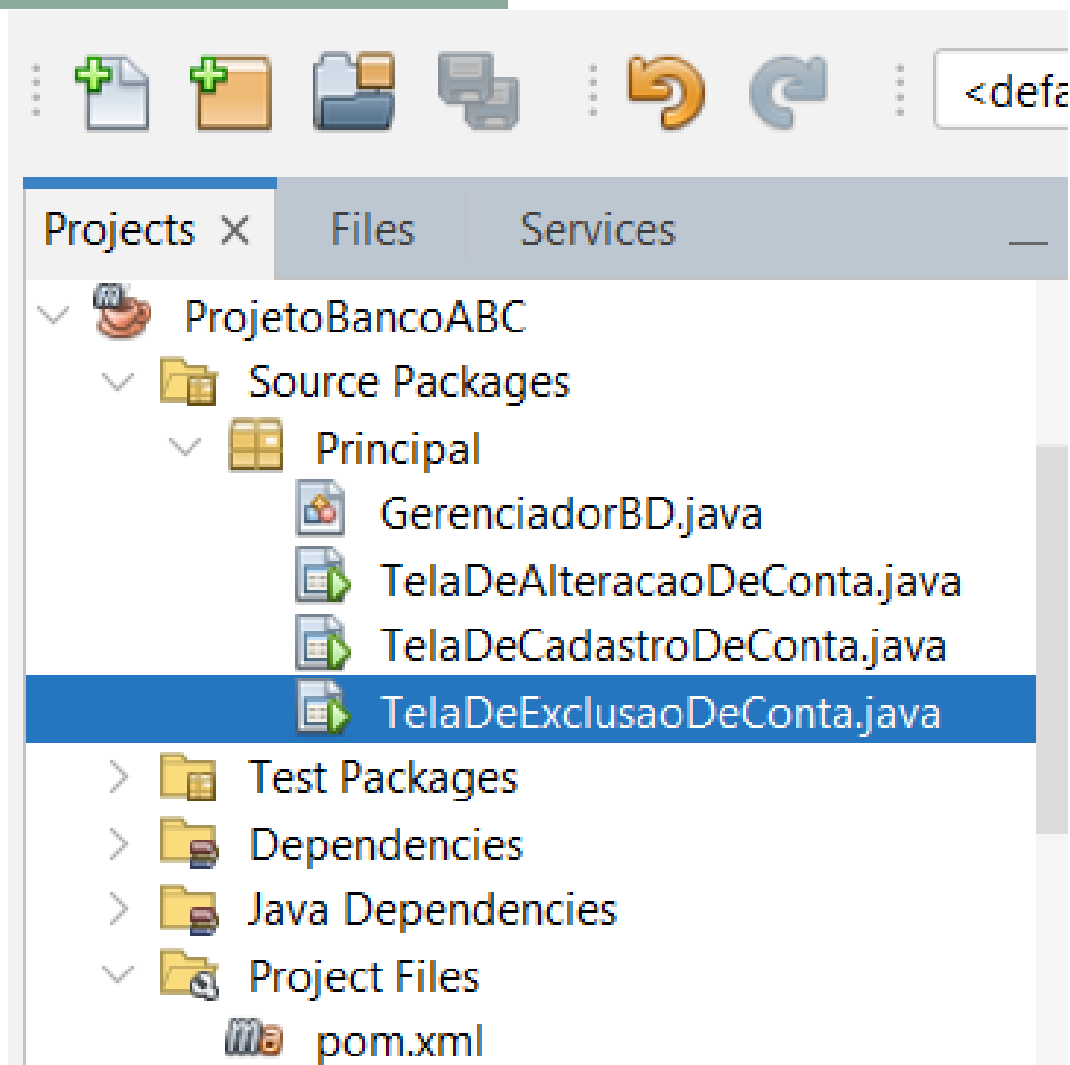 <defa
Projects Files Services
ProjetoBancoABC
Source Packages
Principal
GerenciadorBD.java
TelaDeAlteracaoDeConta.java
TelaDeCadastroDeConta.java
TelaDeExclusaoDeConta.java
Test Packages
Dependencies
Java Dependencies
Project Files
pom.xml